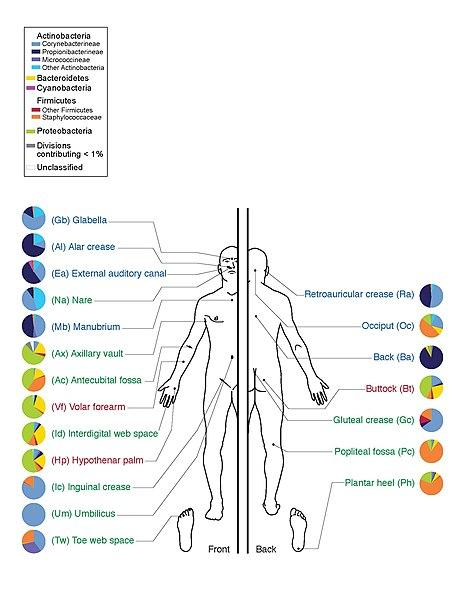 Actinobacteria
Corynebacterineae
Propionibacterineae
Micrococcineae
Other Actinobacteria
Bacteroidetes
Cyanobacteria
Firmicutes
Other Firmicutes
Staphylococcaceae
Proteobacteria
Divisions
contributing < 1%
Unclassified
(Gb) Glabella
(Al) Alar crease
(Ea) External auditory canal
(Na) Nare
(Mb) Manubrium
(Ax) Axillary vault
(Ac) Antecubital fossa
(Vf) Volar forearm
(Id) Interdigital web space
(Hp) Hypothenar palm
(Ic) Inguinal crease
(Um) Umbilicus
(Tw) Toe web space
Retroauricular crease (Ra)
Occiput (Oc)
Back (Ba)
Buttock (Bt)
Gluteal crease (Gc)
Popliteal fossa (Pc)
Plantar heel (Ph)
Front
Back